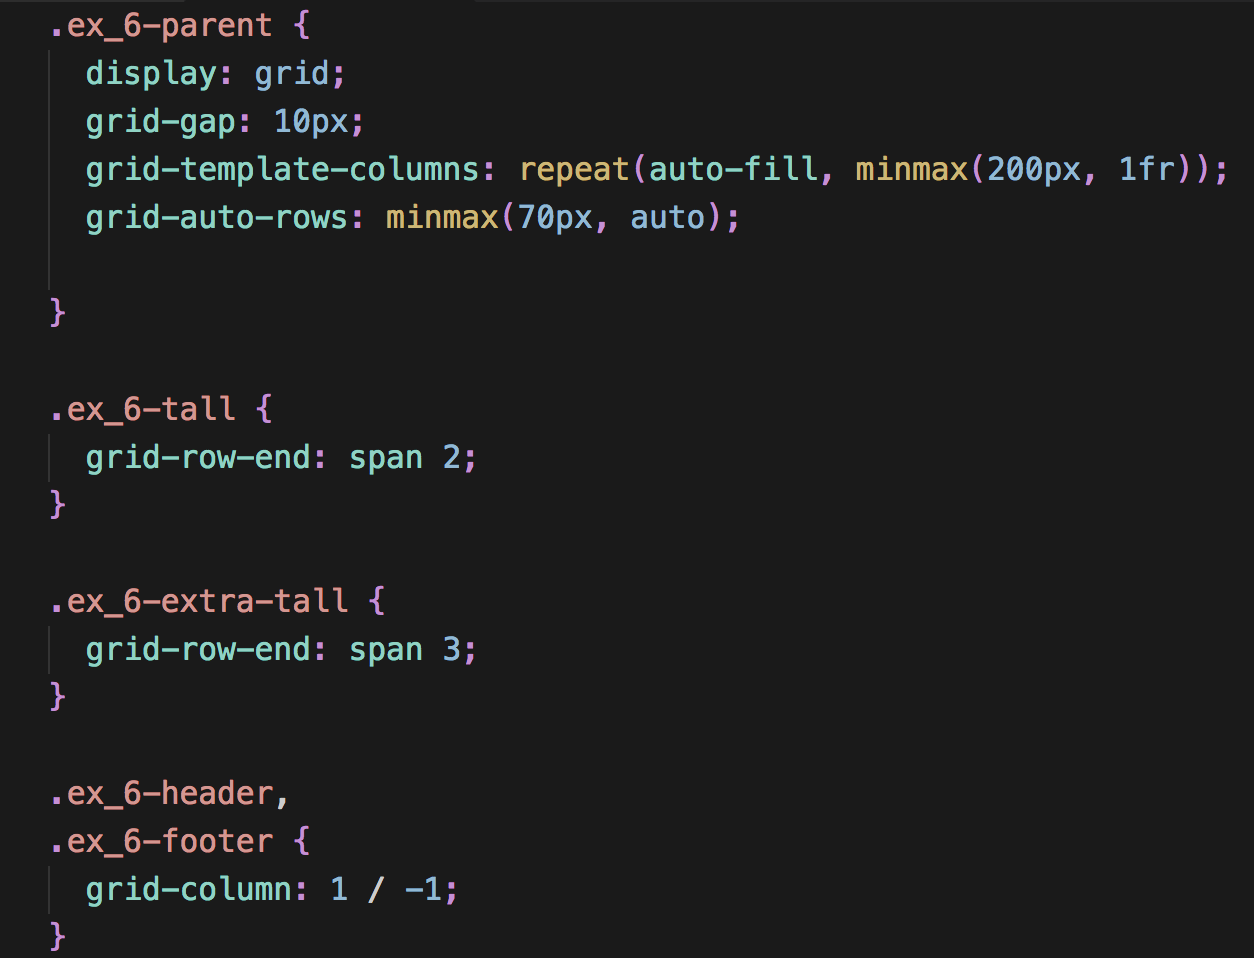 .ex_6-parent {
  display: grid;
  grid-gap: 10px;
  grid-template-columns: repeat(auto-fill, minmax(200px, 1fr));
  grid-auto-rows: minmax(70px, auto);
}
.ex_6-tall {
  grid-row-end: span 2;
}
.ex_6-extra-tall {
  grid-row-end: span 3;
}
.ex_6-header,
.ex_6-footer {
  grid-column: 1 / -1;
}